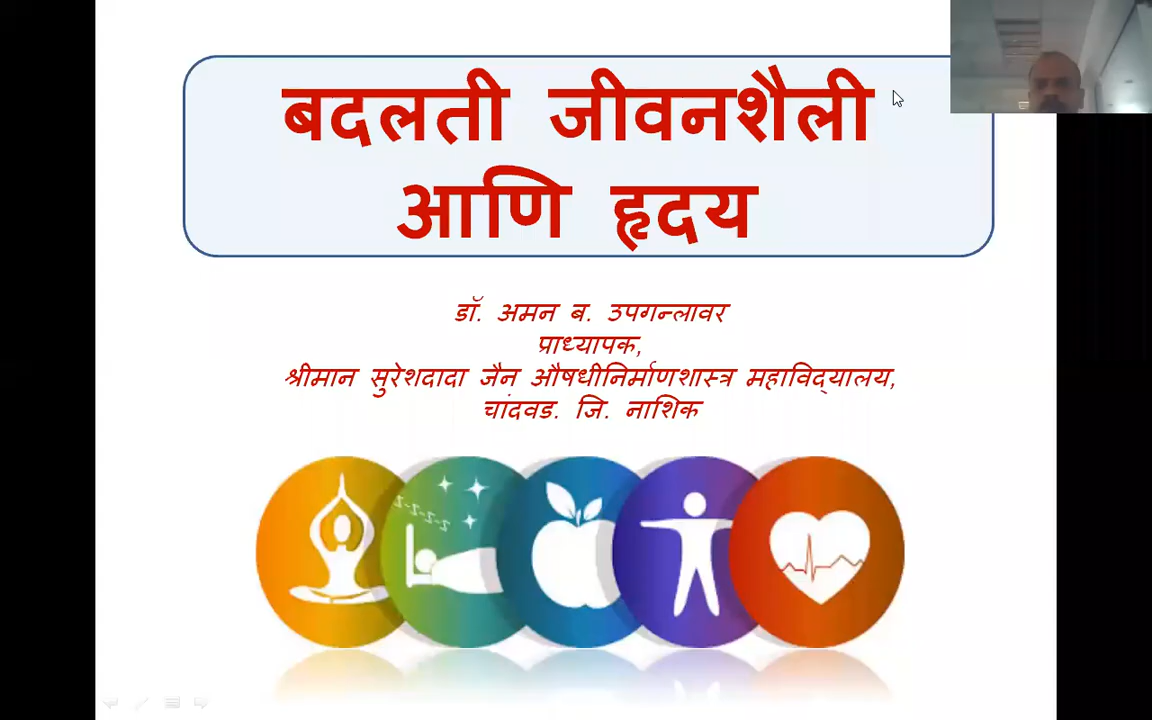 बदलती जीवनशैली
आणि हृदय
डॉ. अमन ब. उपगन्लावर
प्राध्यापक,
श्रीमान सुरेशदादा जैन औषधीनिर्माणशास्त्र महाविद्यालय,
चांदवड. जि. नाशिक
z-z-z-z-z